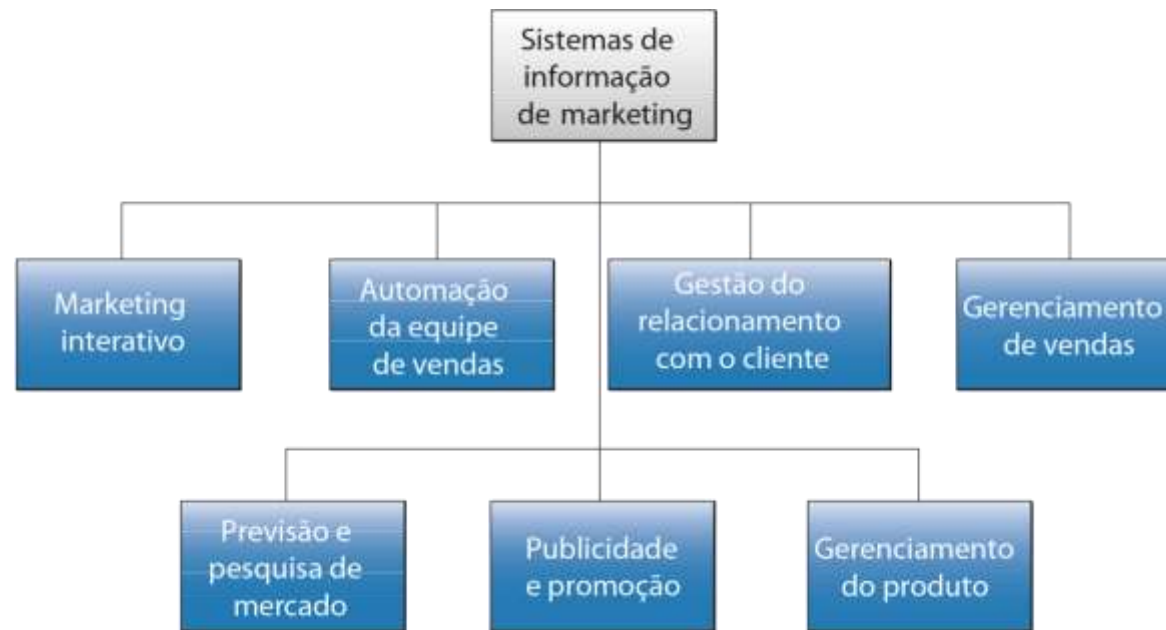 Sistemas de
informação
de marketing
Marketing
interativo
Automação
da equipe
de vendas
Gestão do
relacionamento
com o cliente
Gerenciamento
de vendas
Previsão e
pesquisa de
mercado
Publicidade
e promoção
Gerenciamento
do produto